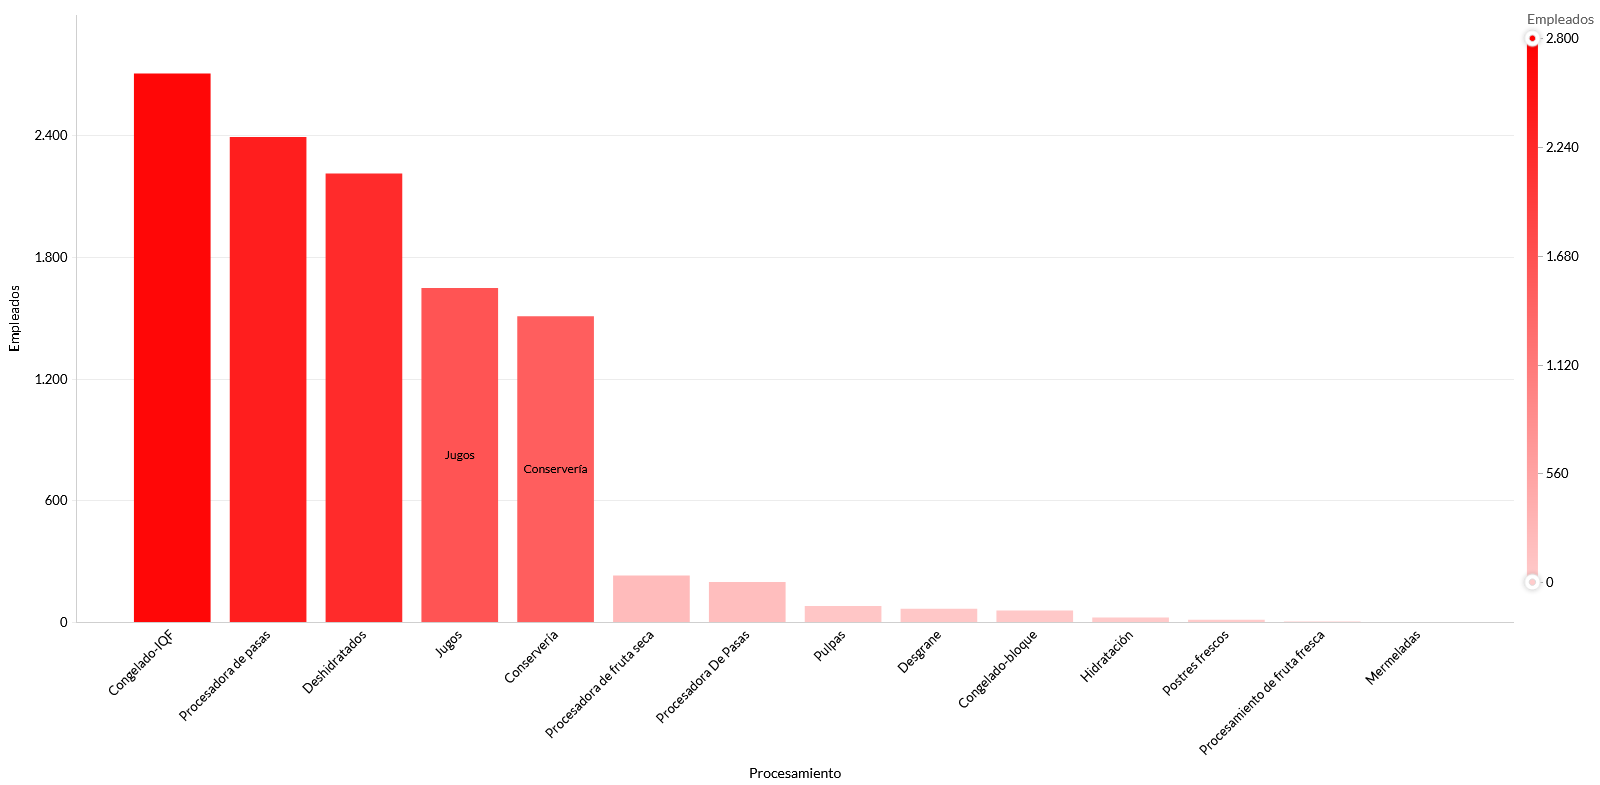 Empleados
2.800
2.240
1.680
1.120
560
0
Empleados
2.400
1.800
1.200
600
0
Jugos
Conservería
Congelado-IQF
Procesadora de pasas
Deshidratados
Jugos
Conservería
Procesadora de fruta seca
Procesadora De Pasas
Pulpas
Desgrane
Congelado-bloque
Hidratación
Postres frescos
Procesamiento de fruta fresca
Mermeladas
Procesamiento